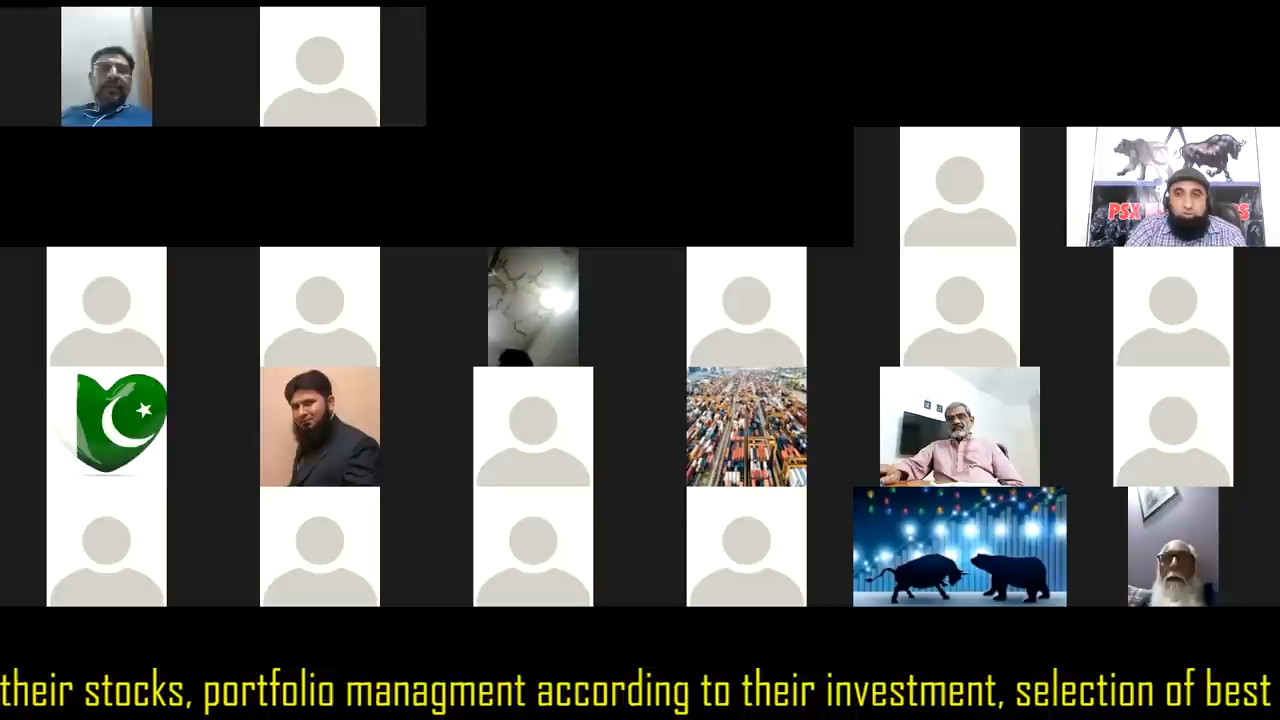 PSX
their stocks, portfolio managment according to their investment, selection of best